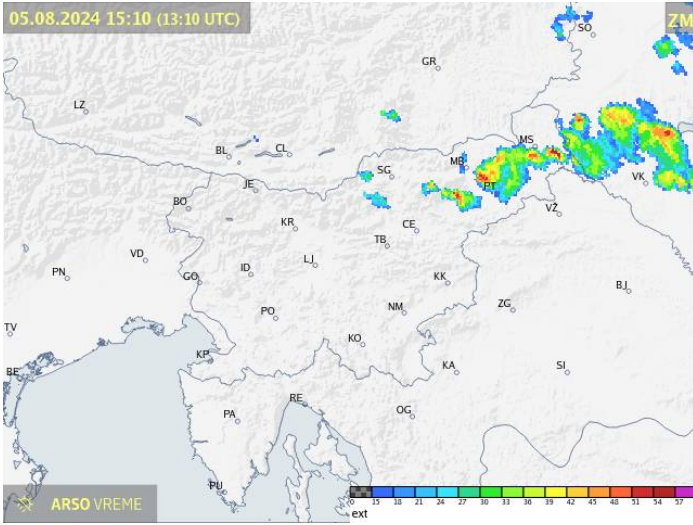 05.08.2024 15:10 (13:10 UTC)
ZM
SO
GR
LZ
MS
BL
CL
MB
SG
VK
JE
PT
BO
VŽ
KR
CE
TB
VD
LJ
PN
GO
ID
KK
BJ
NM
ZG
PO
TV
KO
KP
BE
KA
SI
RE
PA
OG
PU
ARSO VREME
15 18 21 24 27 30 33 36 39 42 45 48 51 54 57
ext